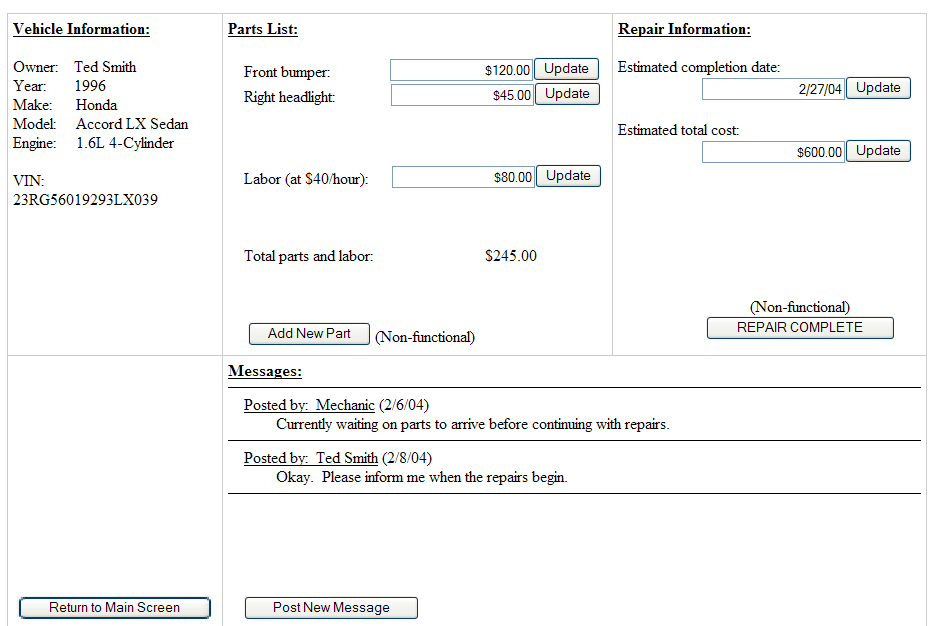 Vehicle Information:
Owner: Ted Smith
Year: 1996
Make: Honda
Model: Accord LX Sedan
Engine: 1.6L 4-Cylinder
VIN:
23RG56019293LX039
Parts List:
Front bumper: $120.00 Update
Right headlight: $45.00 Update
Labor (at $40/hour): $80.00 Update
Total parts and labor: $245.00
Add New Part (Non-functional)
Repair Information:
Estimated completion date:
2/27/04 Update
Estimated total cost:
$600.00 Update
(Non-functional)
REPAIR COMPLETE
Messages:
Posted by: Mechanic (2/6/04)
Currently waiting on parts to arrive before continuing with repairs.
Posted by: Ted Smith (2/8/04)
Okay. Please inform me when the repairs begin.
Return to Main Screen
Post New Message